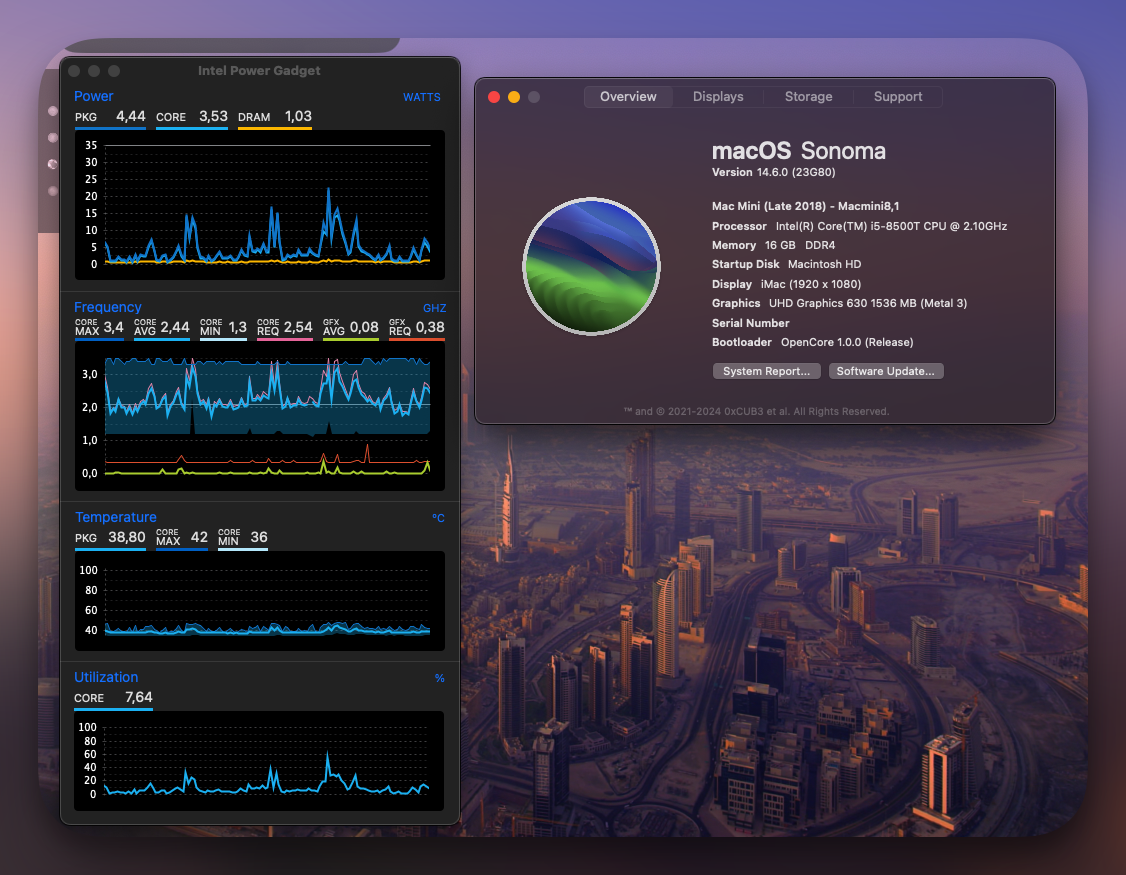 Intel Power Gadget
Power WATTS
PKG 4,44 CORE 3,53 DRAM 1,03
35
30
25
20
15
10
5
0
Frequency GHZ
CORE MAX 3,4 CORE AVG 2,44 CORE MIN 1,3 CORE REQ 2,54 GFX AVG 0,08 GFX REQ 0,38
3,0
2,0
1,0
0,0
Temperature °C
PKG 38,80 CORE MAX 42 CORE MIN 36
100
80
60
40
Utilization %
CORE 7,64
100
80
60
40
20
0
Overview Displays Storage Support
macOS Sonoma
Version 14.6.0 (23G80)
Mac Mini (Late 2018) - Macmini8,1
Processor Intel(R) Core(TM) i5-8500T CPU @ 2.10GHz
Memory 16 GB DDR4
Startup Disk Macintosh HD
Display iMac (1920 x 1080)
Graphics UHD Graphics 630 1536 MB (Metal 3)
Serial Number
Bootloader OpenCore 1.0.0 (Release)
System Report... Software Update...
™ and © 2021-2024 0xCUB3 et al. All Rights Reserved.